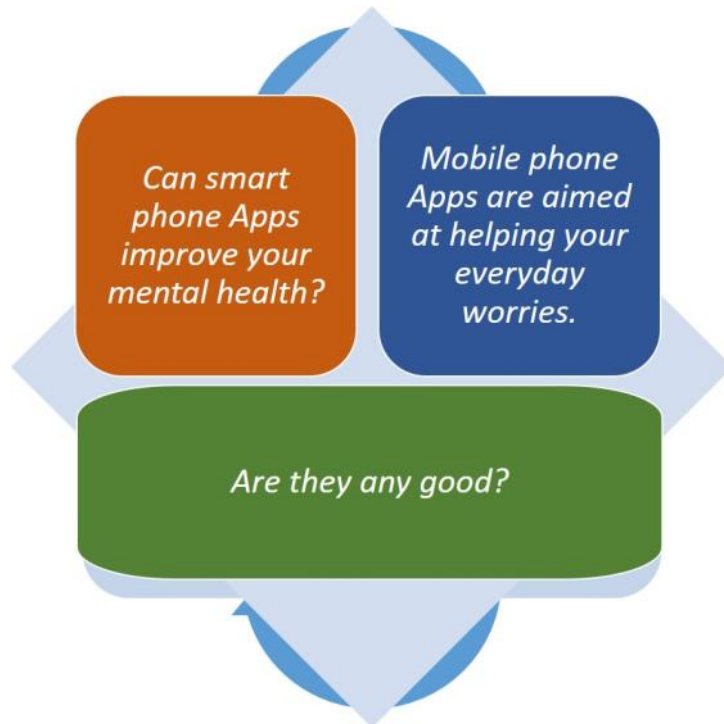 Can smart
phone Apps
improve your
mental health?
Mobile phone
Apps are aimed
at helping your
everyday
worries.
Are they any good?